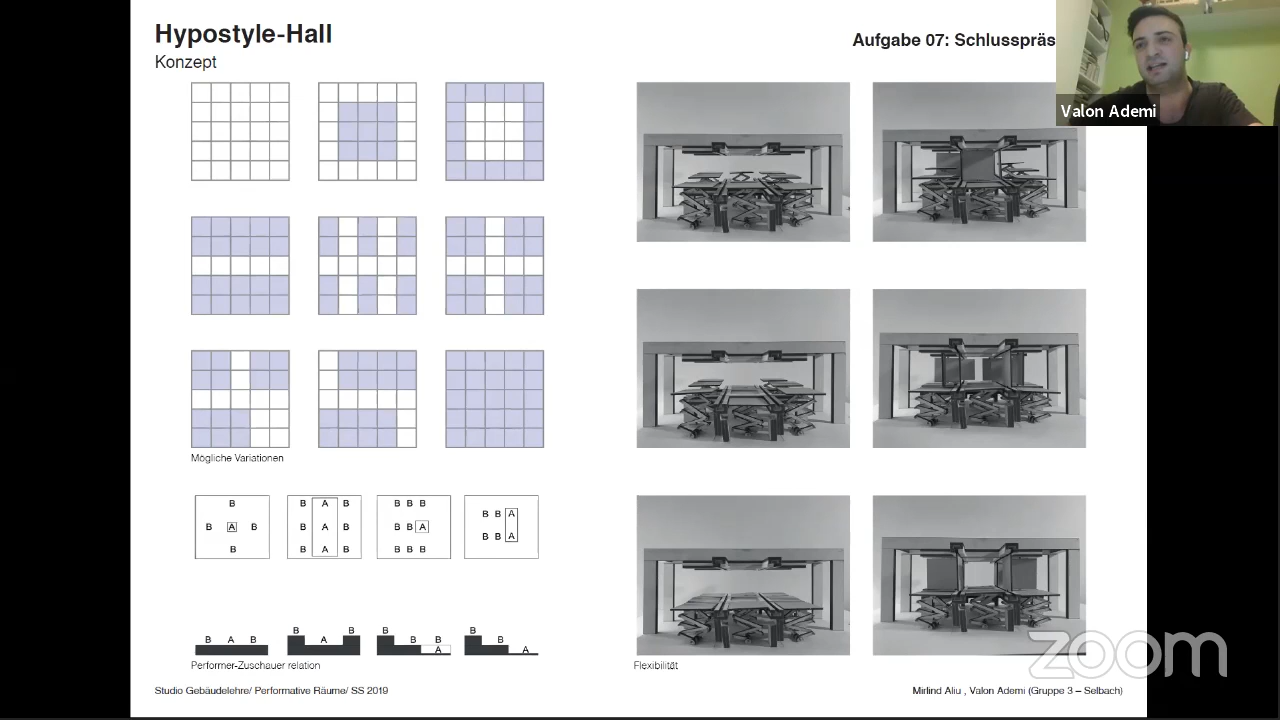 Hypostyle-Hall
Konzept
Aufgabe 07: Schlussspräs
Valon Ademi
Mögliche Variationen
B
B A B
B
B A B
B A B
B A B
B B B
B B A
B B B
B B A
B B A
B A B
B A B
B B B A
B B A
Performer-Zuschauer relation
Flexibilität
zoom
Studio Gebäudelehre/ Performative Räume/ SS 2019
Mirlind Aliu , Valon Ademi (Gruppe 3 – Selbach)